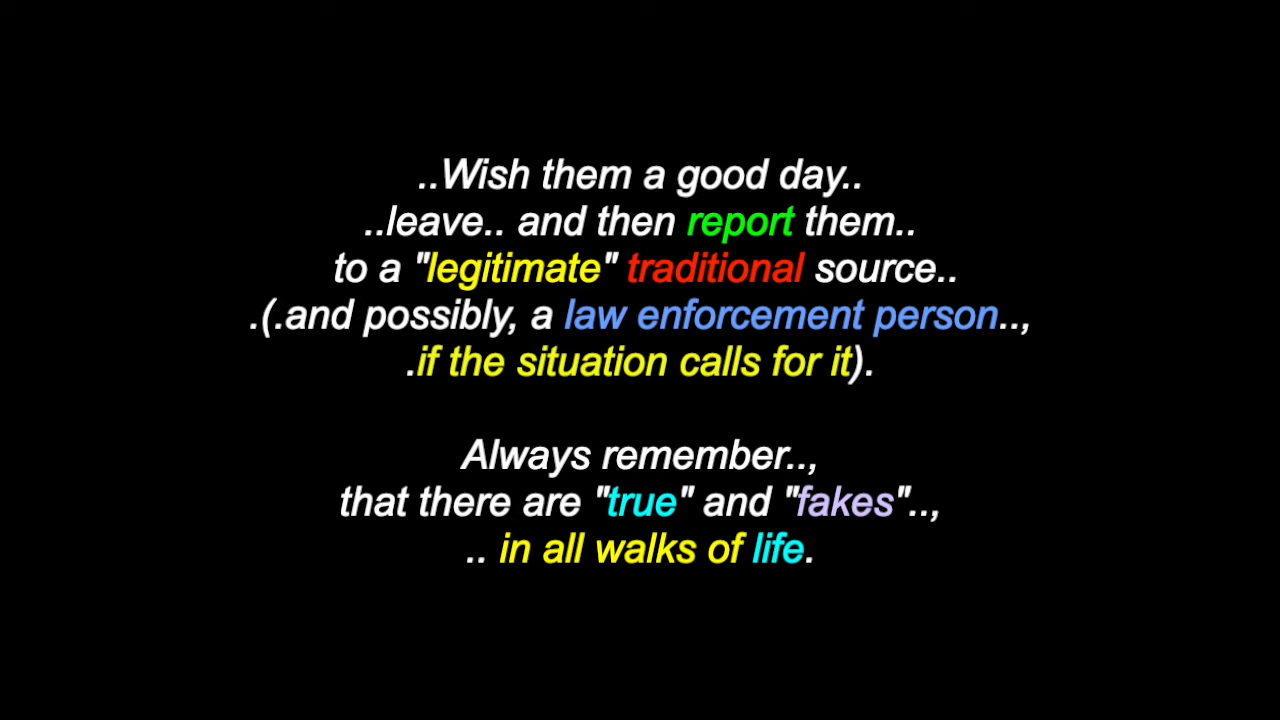 ..Wish them a good day..
..leave.. and then report them..
to a "legitimate" traditional source..
.(.and possibly, a law enforcement person..,
.if the situation calls for it).
Always remember..,
that there are "true" and "fakes"..,
.. in all walks of life.